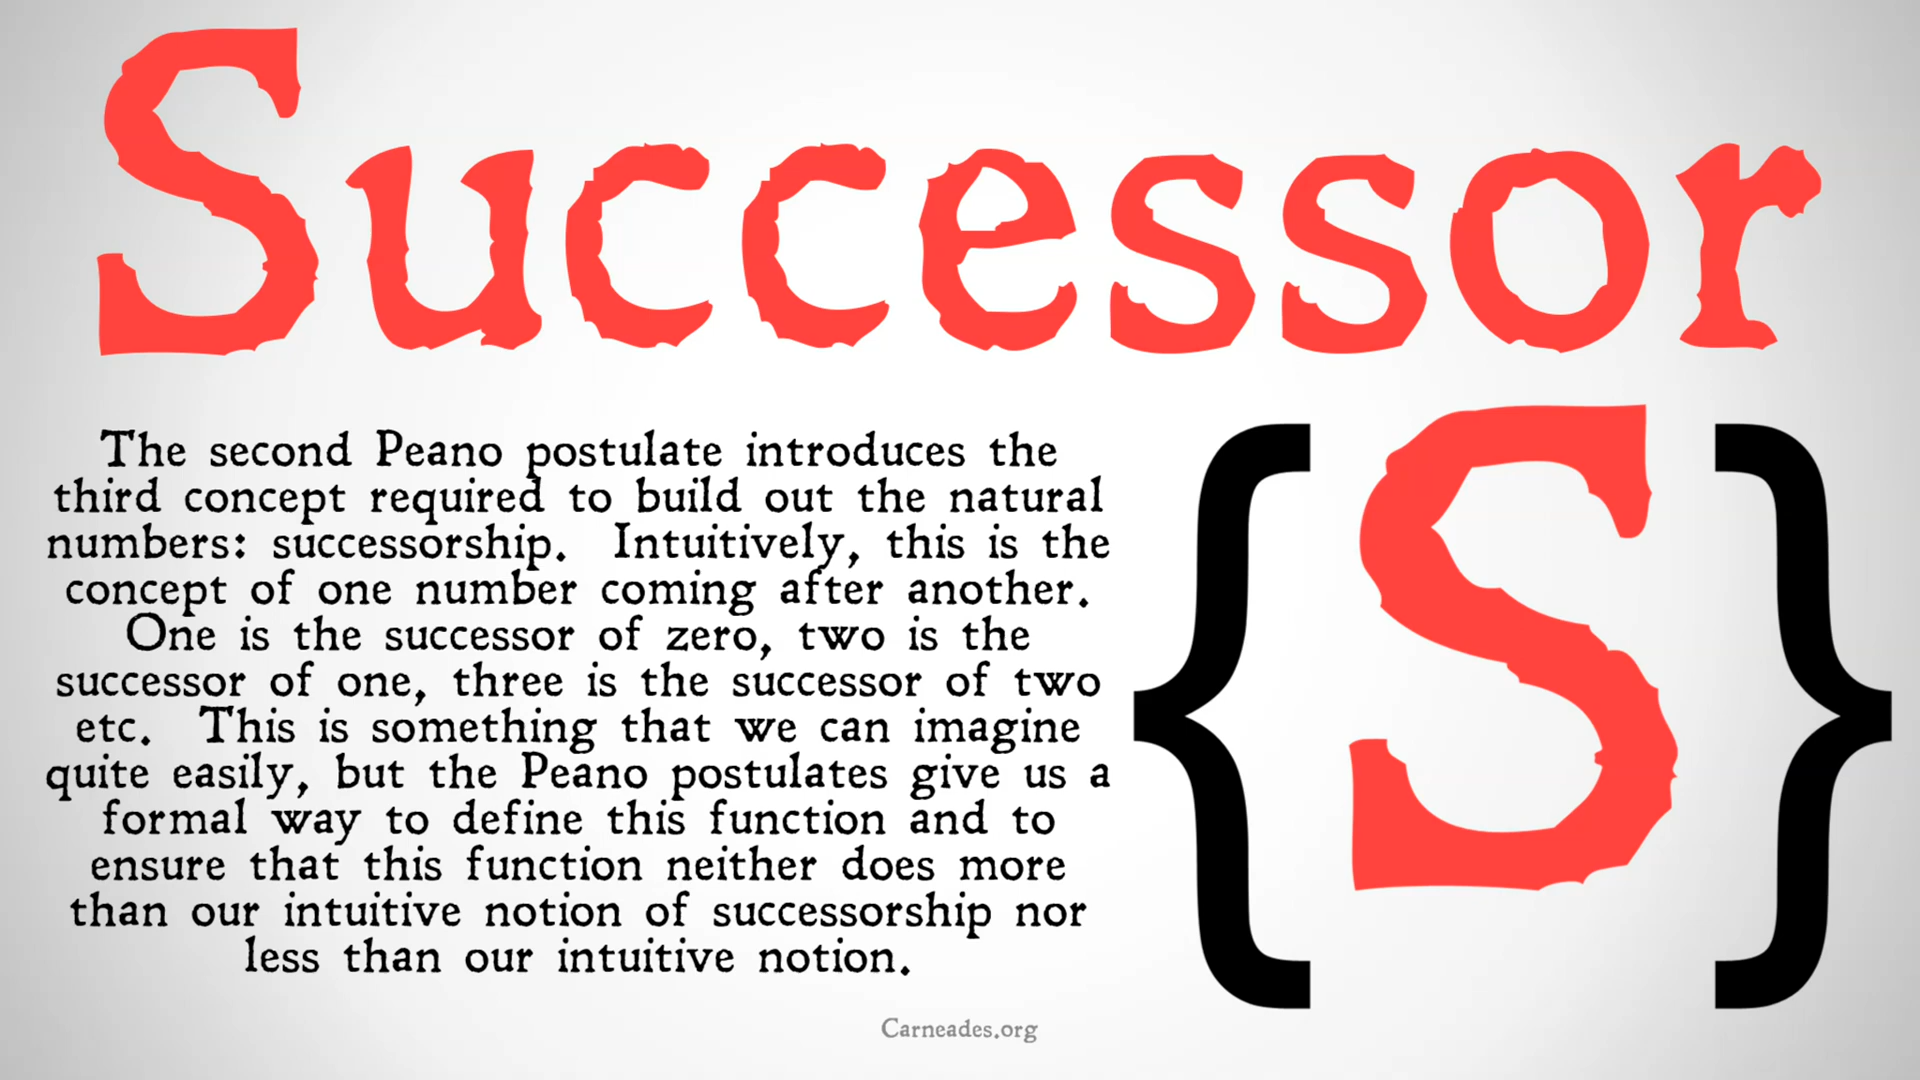 Successor
The second Peano postulate introduces the
third concept required to build out the natural
numbers: successorship. Intuitively, this is the
concept of one number coming after another.
One is the successor of zero, two is the
successor of one, three is the successor of two
etc. This is something that we can imagine
quite easily, but the Peano postulates give us a
formal way to define this function and to
ensure that this function neither does more
than our intuitive notion of successorship nor
less than our intuitive notion.
{S}
Carneades.org